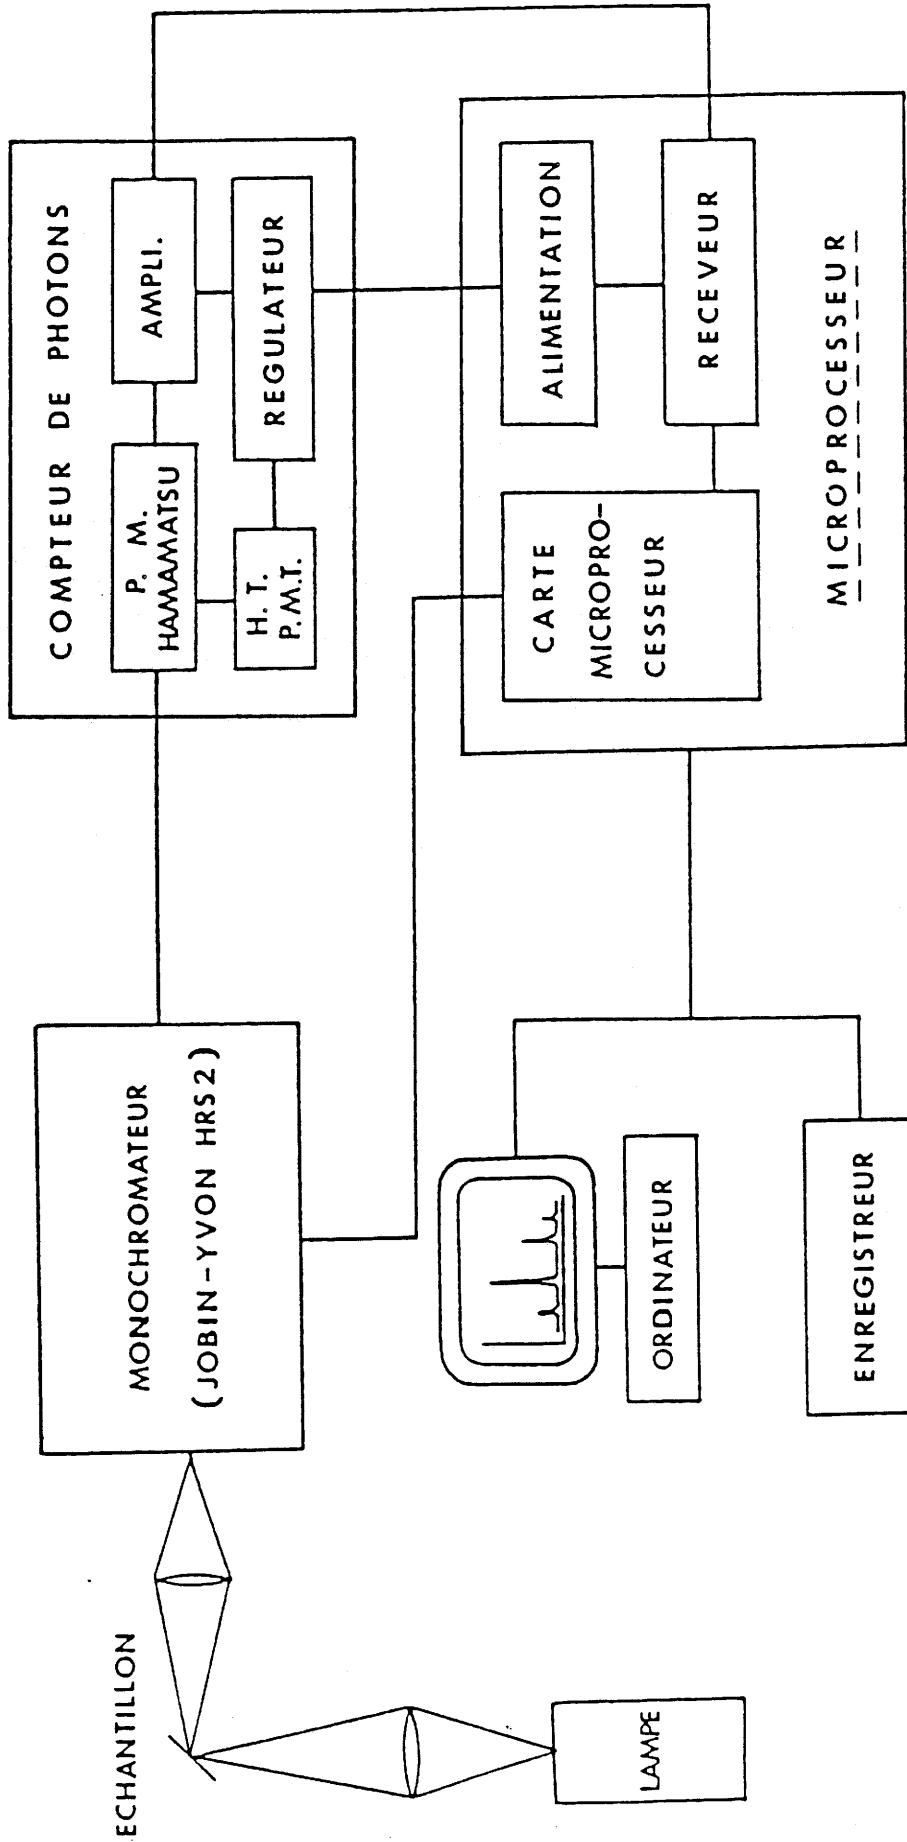 ECHANTILLON
LAMPE
MONOCHROMATEUR
(JOBIN-YVON HRS2)
COMPTEUR DE PHOTONS
P. M.
HAMAMATSU
AMPLI.
H. T.
P.M.T.
REGULATEUR
ORDINATEUR
ENREGISTREUR
CARTE
MICROPRO-
CESSEUR
ALIMENTATION
RECEVEUR
MICROPROCESSEUR